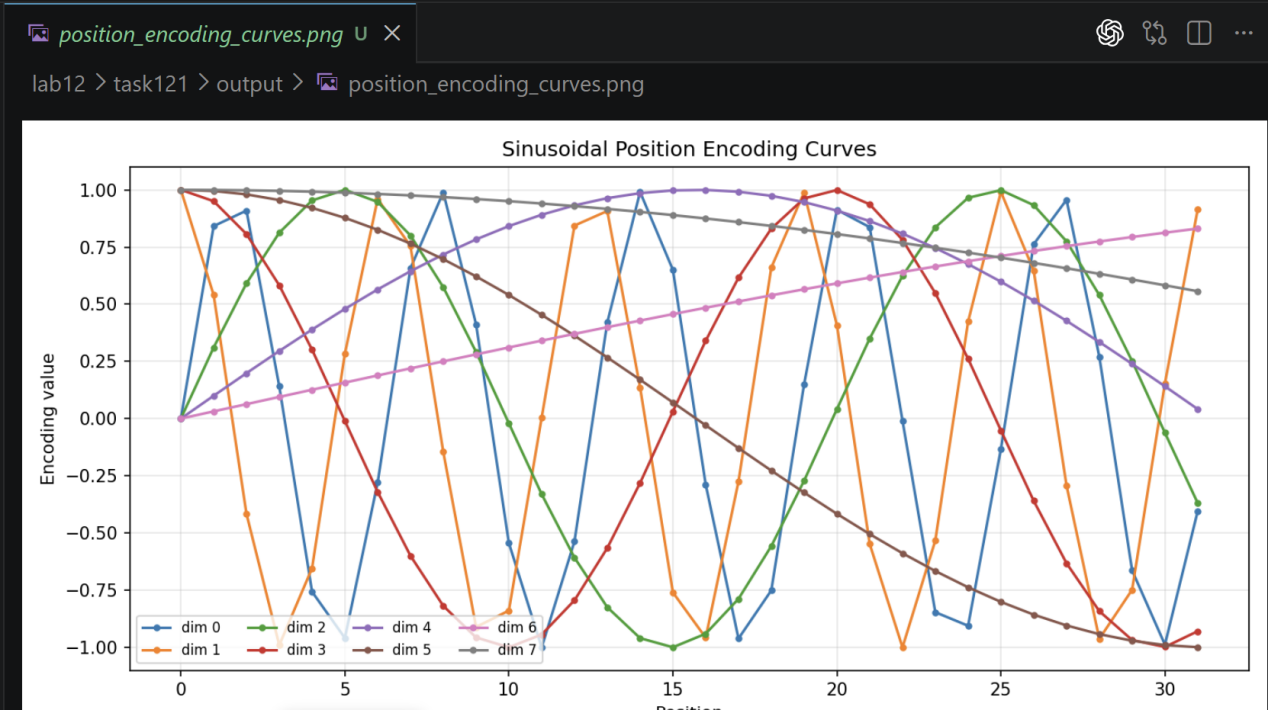 position_encoding_curves.png U
lab12 > task121 > output > position_encoding_curves.png
Sinusoidal Position Encoding Curves
1.00
0.75
0.50
0.25
0.00
−0.25
−0.50
−0.75
−1.00
Encoding value
dim 0 dim 2 dim 4 dim 6
dim 1 dim 3 dim 5 dim 7
0 5 10 15 20 25 30
Position